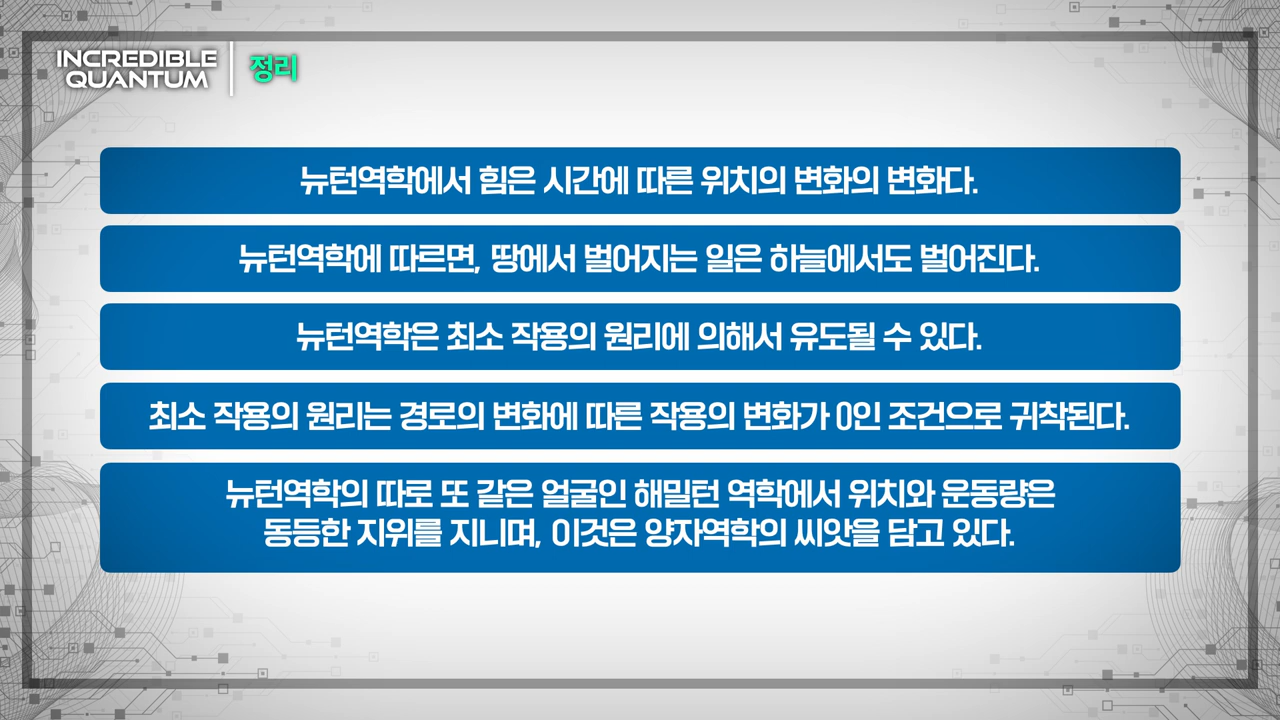 INCREDIBLE
QUANTUM
정리
뉴턴역학에서 힘은 시간에 따른 위치의 변화의 변화다.
뉴턴역학에 따르면, 땅에서 벌어지는 일은 하늘에서도 벌어진다.
뉴턴역학은 최소 작용의 원리에 의해서 유도될 수 있다.
최소 작용의 원리는 경로의 변화에 따른 작용의 변화가 0인 조건으로 귀착된다.
뉴턴역학의 따로 또 같은 얼굴인 해밀턴 역학에서 위치와 운동량은
동등한 지위를 지니며, 이것은 양자역학의 씨앗을 담고 있다.